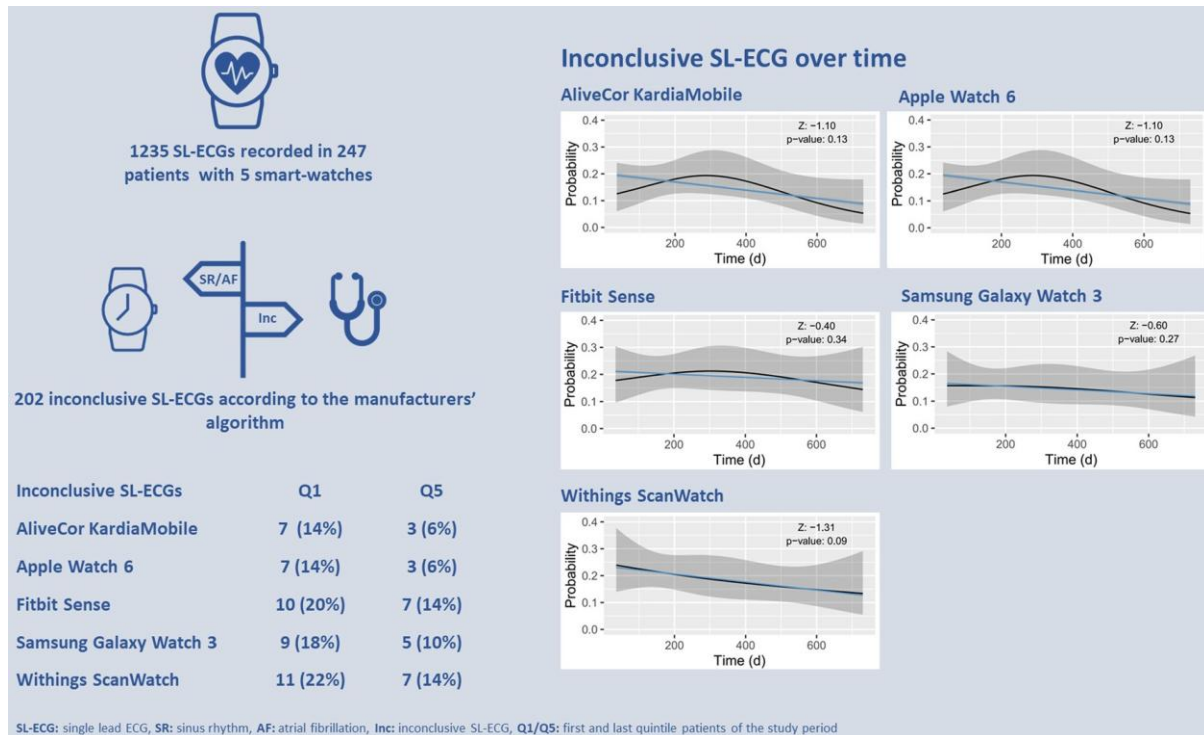 1235 SL-ECGs recorded in 247
patients with 5 smart-watches
SR/AF
Inc
202 inconclusive SL-ECGs according to the manufacturers’
algorithm
Inconclusive SL-ECGs Q1 Q5
AliveCor KardiaMobile 7 (14%) 3 (6%)
Apple Watch 6 7 (14%) 3 (6%)
Fitbit Sense 10 (20%) 7 (14%)
Samsung Galaxy Watch 3 9 (18%) 5 (10%)
Withings ScanWatch 11 (22%) 7 (14%)
Inconclusive SL-ECG over time
AliveCor KardiaMobile
Z: −1.10
p−value: 0.13
Probability
0.4
0.3
0.2
0.1
0.0
200 400 600
Time (d)
Apple Watch 6
Z: −1.10
p−value: 0.13
Probability
0.4
0.3
0.2
0.1
0.0
200 400 600
Time (d)
Fitbit Sense
Z: −0.40
p−value: 0.34
Probability
0.4
0.3
0.2
0.1
0.0
200 400 600
Time (d)
Samsung Galaxy Watch 3
Z: −0.60
p−value: 0.27
Probability
0.4
0.3
0.2
0.1
0.0
200 400 600
Time (d)
Withings ScanWatch
Z: −1.31
p−value: 0.09
Probability
0.4
0.3
0.2
0.1
0.0
200 400 600
Time (d)
SL-ECG: single lead ECG, SR: sinus rhythm, AF: atrial fibrillation, Inc: inconclusive SL-ECG, Q1/Q5: first and last quintile patients of the study period